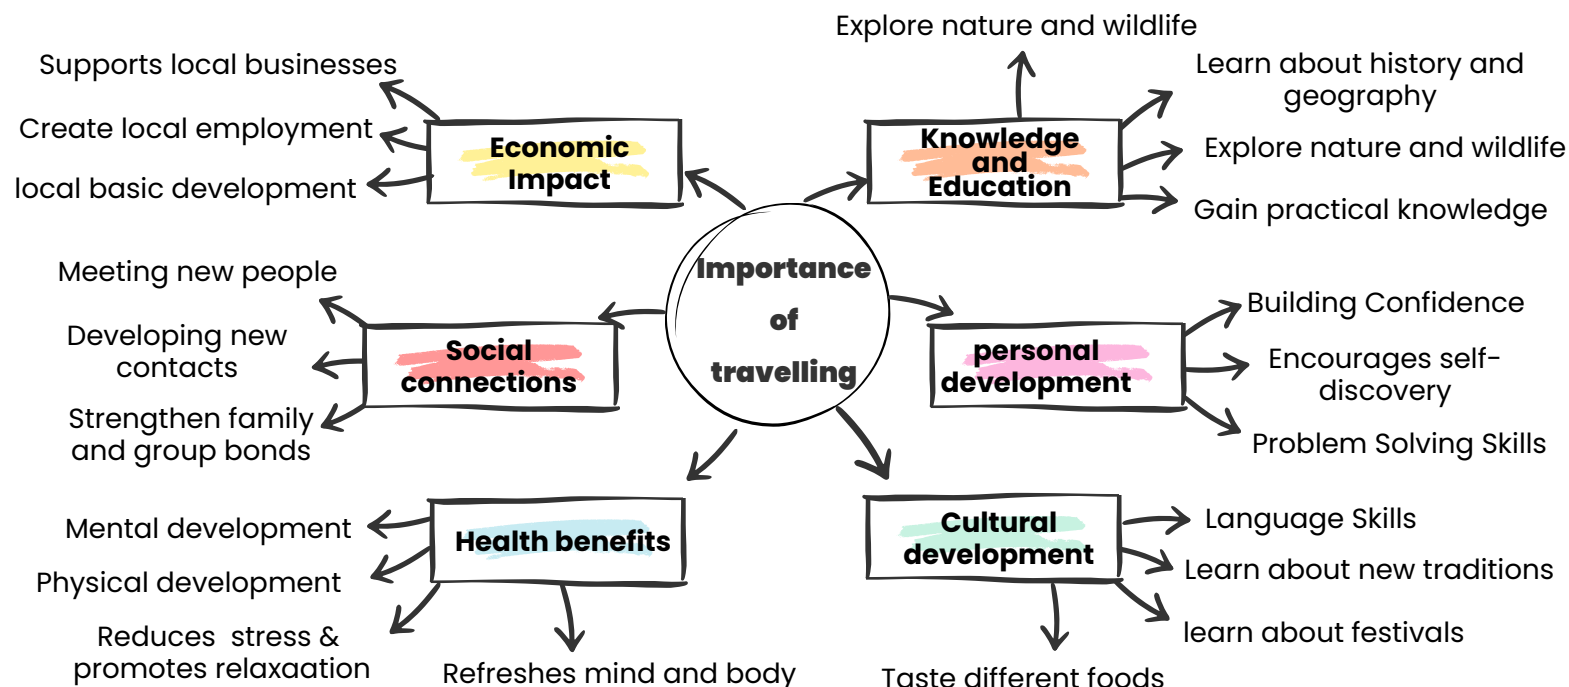 Explore nature and wildlife
Supports local businesses
Create local employment
local basic development
Economic
Impact
Knowledge
and
Education
Learn about history and
geography
Explore nature and wildlife
Gain practical knowledge
Importance
of
travelling
Meeting new people
Developing new
contacts
Strengthen family
and group bonds
Social
connections
personal
development
Building Confidence
Encourages self-
discovery
Problem Solving Skills
Mental development
Physical development
Reduces stress &
promotes relaxaation
Health benefits
Refreshes mind and body
Cultural
development
Language Skills
Learn about new traditions
learn about festivals
Taste different foods